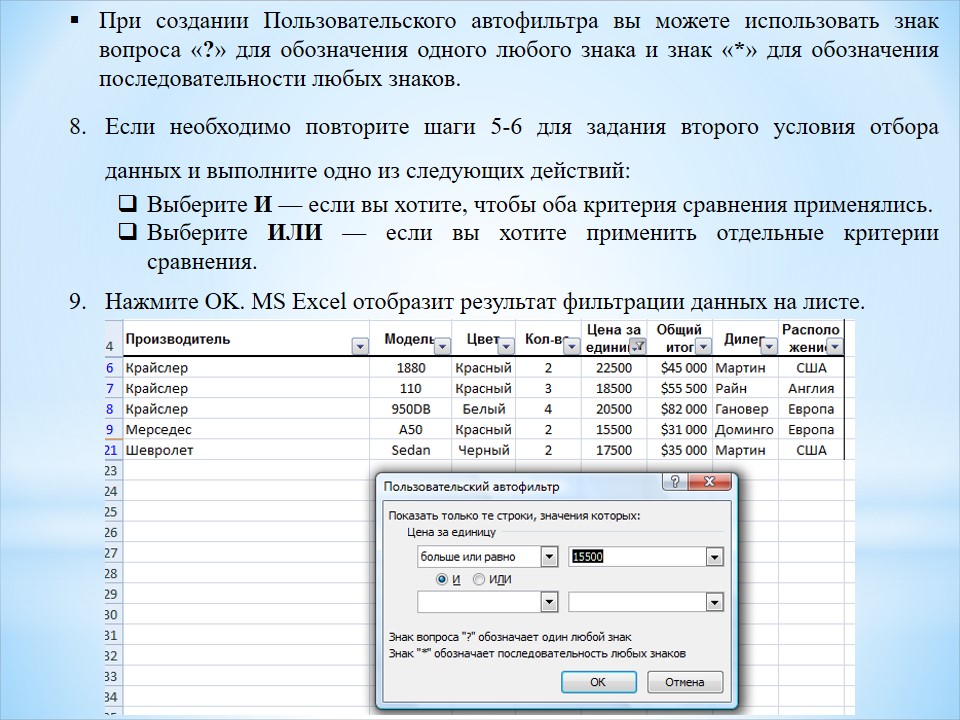 ▪ При создании Пользовательского автофильтра вы можете использовать знак
вопроса «?» для обозначения одного любого знака и знак «*» для обозначения
последовательности любых знаков.
8. Если необходимо повторите шаги 5-6 для задания второго условия отбора
данных и выполните одно из следующих действий:
❑ Выберите И — если вы хотите, чтобы оба критерия сравнения применялись.
❑ Выберите ИЛИ — если вы хотите применить отдельные критерии
сравнения.
9. Нажмите OK. MS Excel отобразит результат фильтрации данных на листе.
Цена за Общий Располо
4 Производитель Модель Цвет Кол-в едини итог Дилер жение
6 Крайслер 1880 Красный 2 22500 $45 000 Мартин США
7 Крайслер 110 Красный 3 18500 $55 500 Райн Англия
8 Крайслер 950DB Белый 4 20500 $82 000 Гановер Европа
9 Мерседес A50 Красный 2 15500 $31 000 Доминго Европа
21 Шевролет Sedan Черный 2 17500 $35 000 Мартин США
23
24
25
26
27
28
29
30
31
32
33
34
Пользовательский автофильтр
Показать только те строки, значения которых:
Цена за единицу
больше или равно 15500
И ИЛИ
Знак вопроса "?" обозначает один любой знак
Знак "*" обозначает последовательность любых знаков
OK Отмена